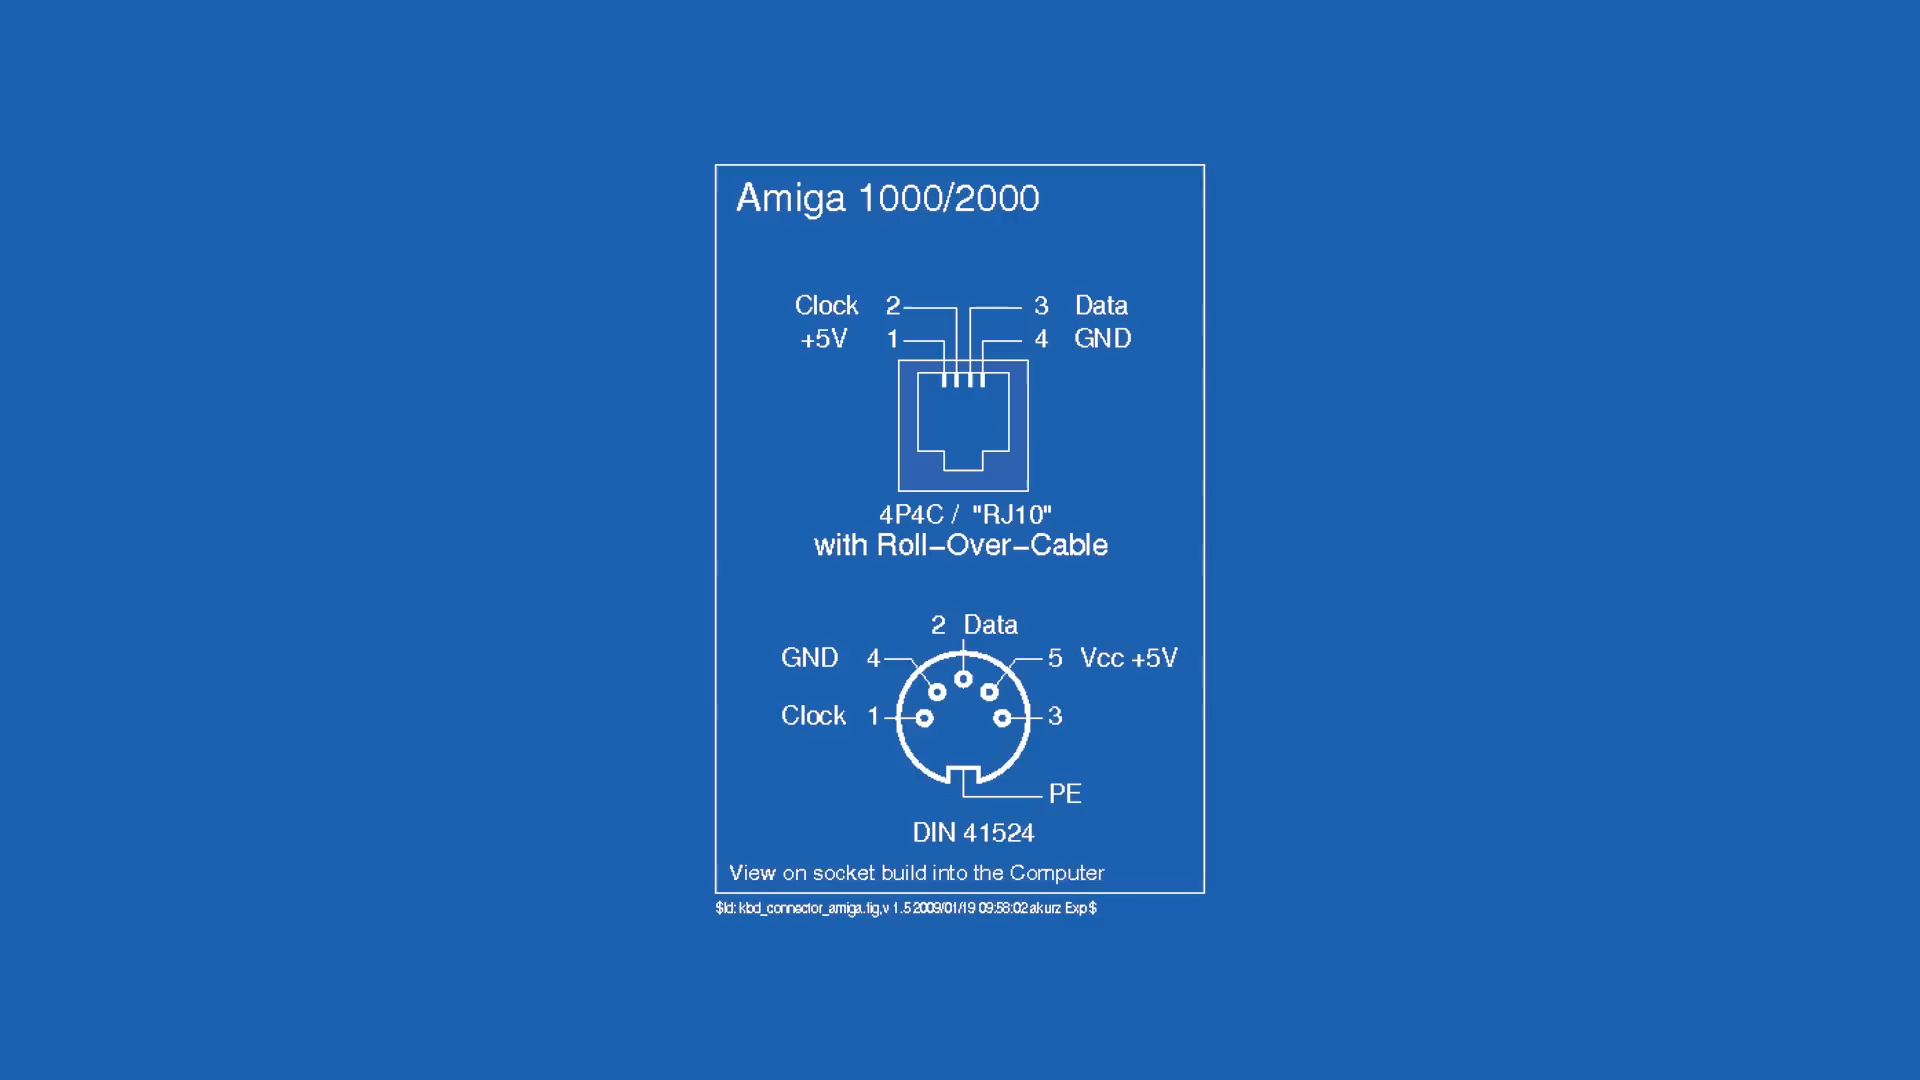 Amiga 1000/2000
Clock 2 3 Data
+5V 1 4 GND
4P4C / "RJ10"
with Roll–Over–Cable
2 Data
GND 4 5 Vcc +5V
Clock 1 3
PE
DIN 41524
View on socket build into the Computer
$Id: kbd_connector_amiga.fig,v 1.5 2009/01/19 09:58:02 akurz Exp $